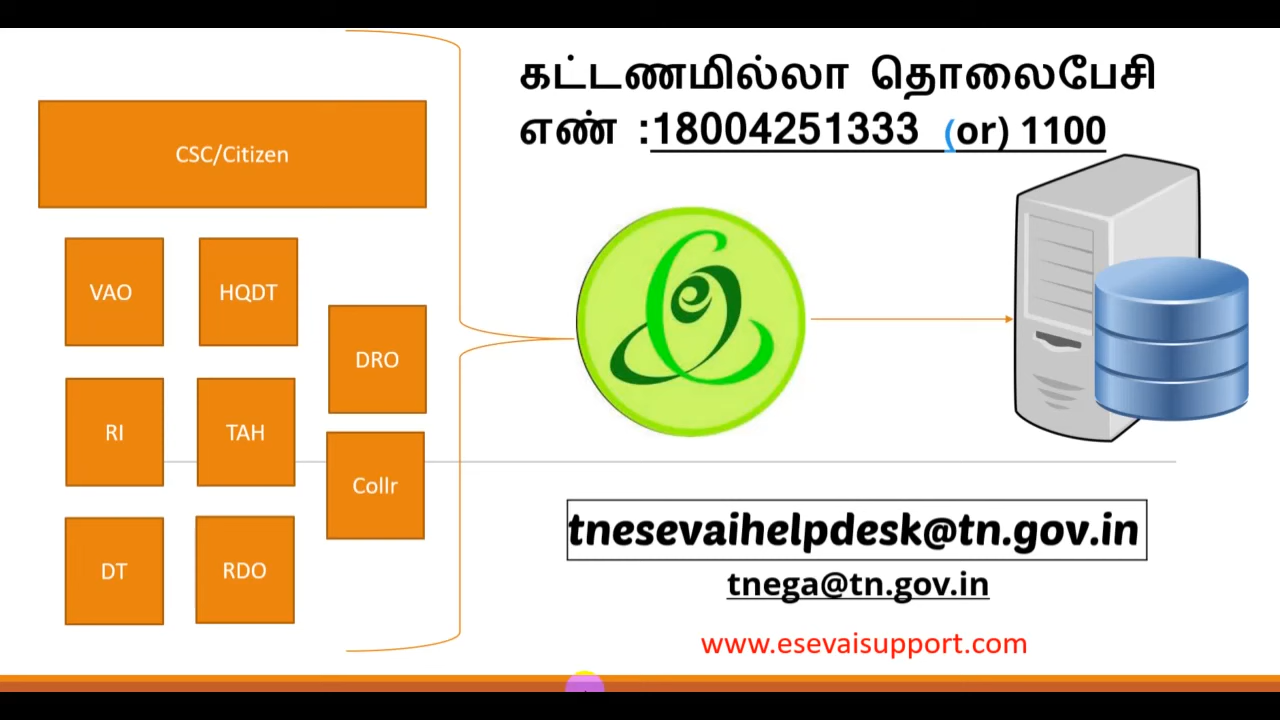 கட்டணமில்லா தொலைபேசி
எண் :18004251333 (or) 1100
CSC/Citizen
VAO
HQDT
DRO
RI
TAH
Collr
DT
RDO
tnesevaihelpdesk@tn.gov.in
tnega@tn.gov.in
www.esevaisupport.com